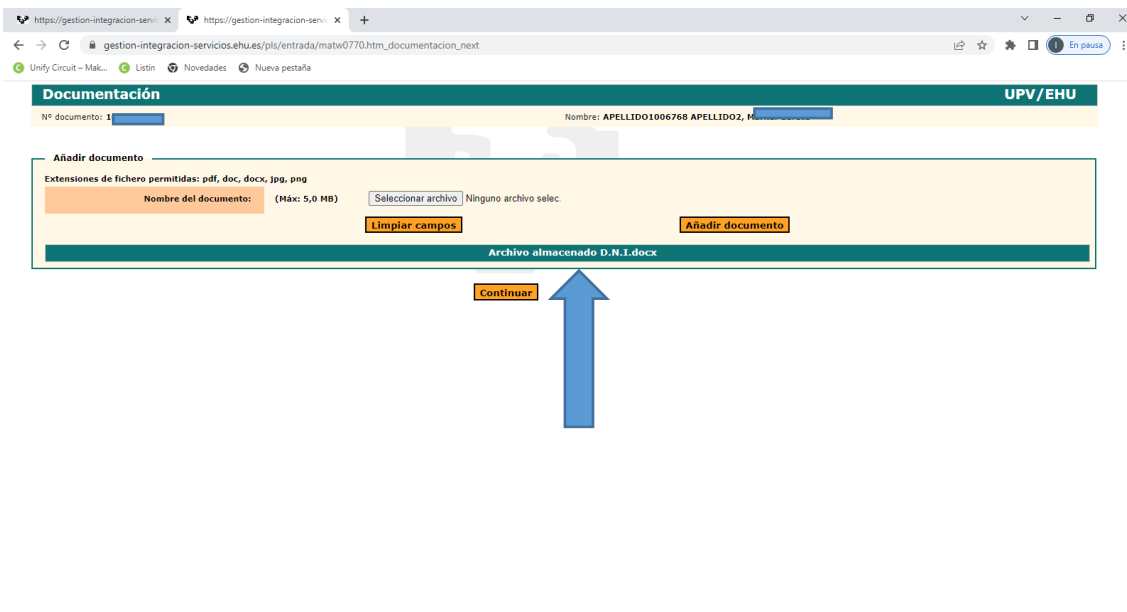 https://gestion-integracion-servic
https://gestion-integracion-servic
gestion-integracion-servicios.ehu.es/pls/entrada/matw0770.htm_documentacion_next
I
En pausa
Unify Circuit – Mak...
Listin
Novedades
Nueva pestaña
Documentación
UPV/EHU
Nº documento: 1
Nombre: APELLIDO1006768 APELLIDO2,
Añadir documento
Extensiones de fichero permitidas: pdf, doc, docx, jpg, png
Nombre del documento: (Máx: 5,0 MB) Seleccionar archivo Ninguno archivo selec.
Limpiar campos
Añadir documento
Archivo almacenado D.N.I.docx
Continuar